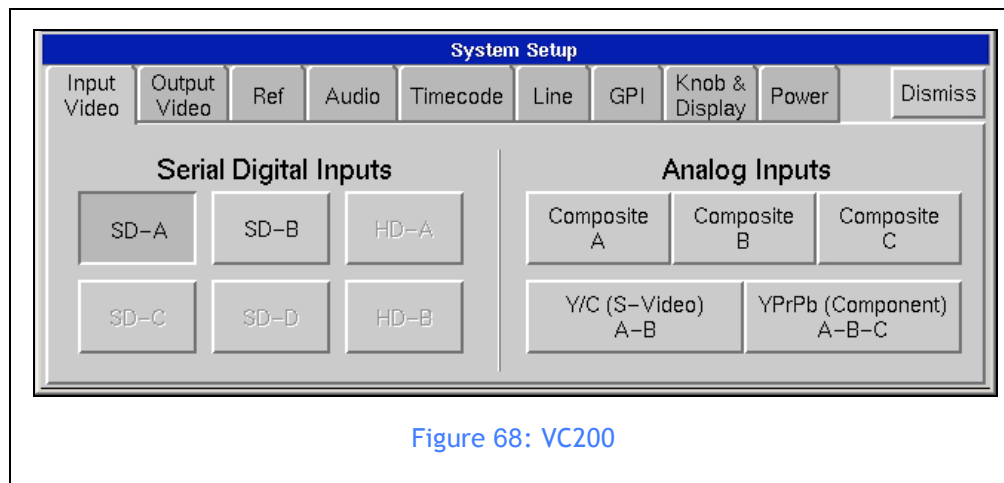 System Setup
Input
Video
Output
Video
Ref
Audio
Timecode
Line
GPI
Knob &
Display
Power
Dismiss
Serial Digital Inputs
SD-A
SD-B
HD-A
SD-C
SD-D
HD-B
Analog Inputs
Composite
A
Composite
B
Composite
C
Y/C (S-Video)
A-B
YPrPb (Component)
A-B-C
Figure 68: VC200